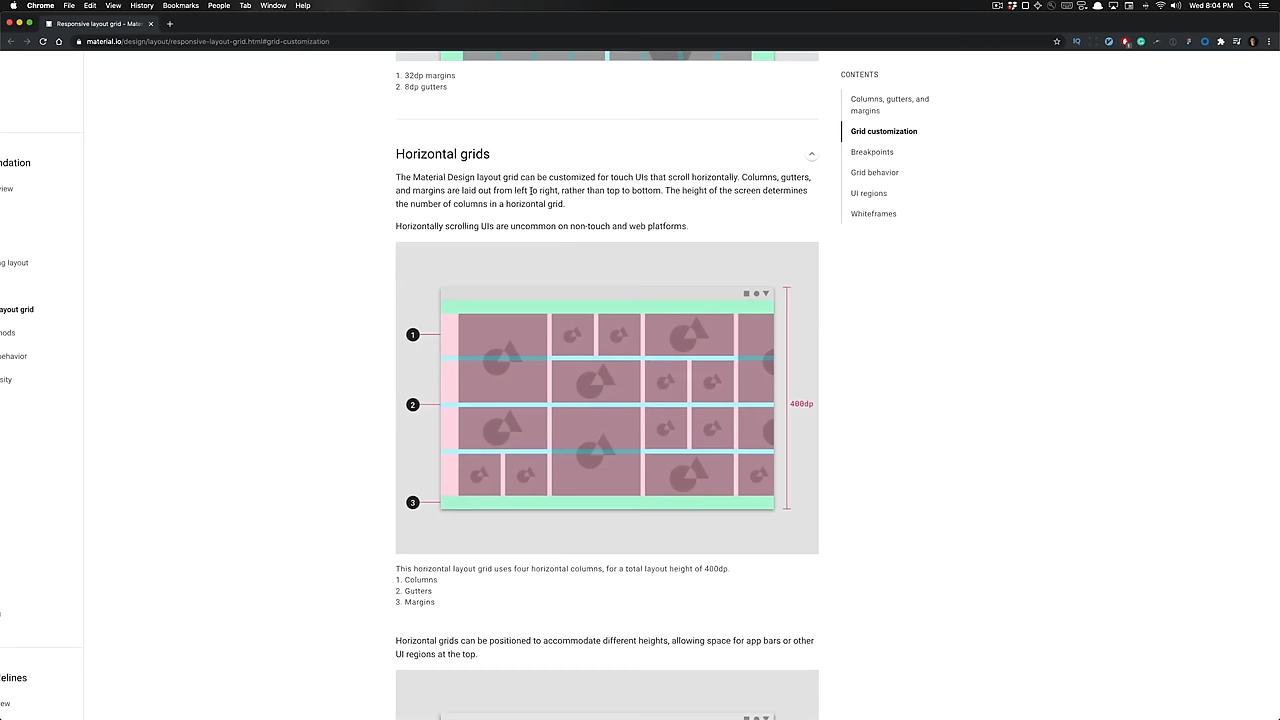 Chrome File Edit View History Bookmarks People Tab Window Help
Wed 8:04 PM
Responsive layout grid - Mate
material.io/design/layout/responsive-layout-grid.html#grid-customization
1. 32dp margins
2. 8dp gutters
CONTENTS
Columns, gutters, and
margins
Grid customization
Breakpoints
Grid behavior
UI regions
Whiteframes
ndation
iew
ng layout
ayout grid
hods
behavior
sity
elines
ew
Horizontal grids
The Material Design layout grid can be customized for touch UIs that scroll horizontally. Columns, gutters,
and margins are laid out from left to right, rather than top to bottom. The height of the screen determines
the number of columns in a horizontal grid.
Horizontally scrolling UIs are uncommon on non-touch and web platforms.
1
2
3
400dp
This horizontal layout grid uses four horizontal columns, for a total layout height of 400dp.
1. Columns
2. Gutters
3. Margins
Horizontal grids can be positioned to accommodate different heights, allowing space for app bars or other
UI regions at the top.